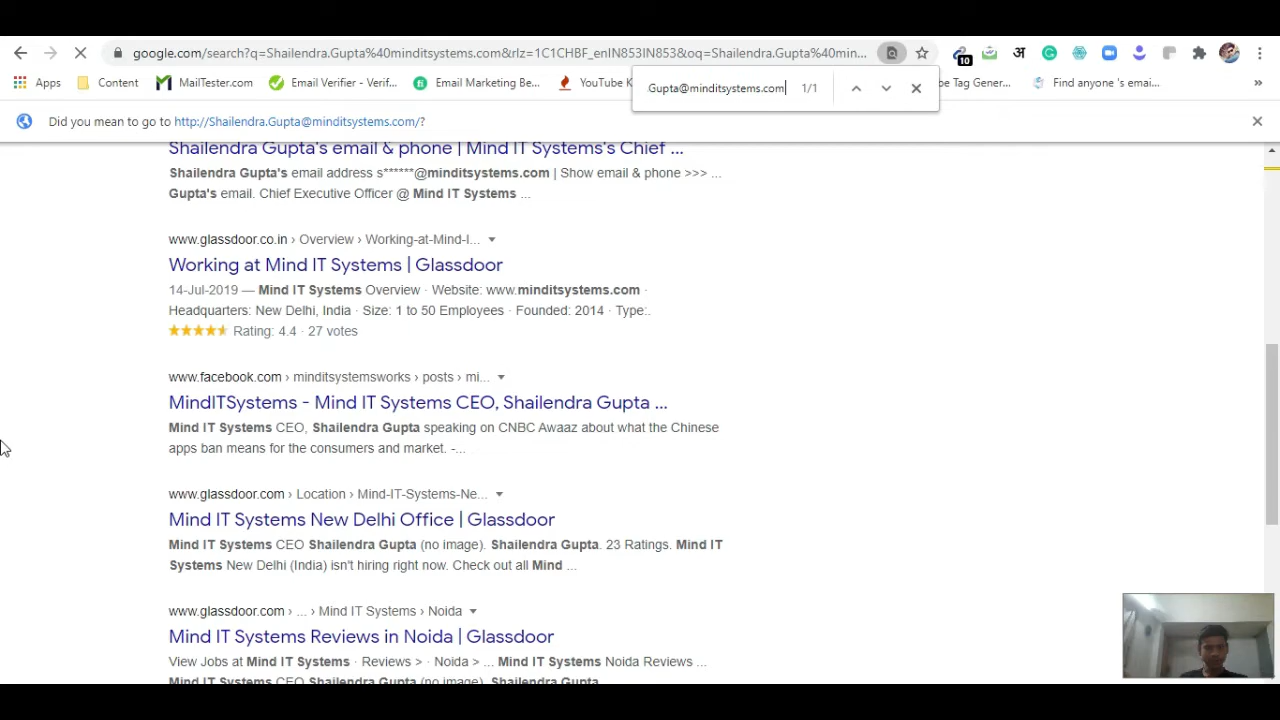 google.com/search?q=Shailendra.Gupta%40minditsystems.com&rlz=1C1CHBF_enIN853IN853&oq=Shailendra.Gupta%40min...
10
अ
Apps
Content
MailTester.com
Email Verifier - Verif...
Email Marketing Be...
YouTube K
be Tag Gener...
Find anyone 's emai...
»
.Gupta@minditsystems.com
1/1
Did you mean to go to http://Shailendra.Gupta@minditsystems.com/?
Shailendra Gupta's email & phone | Mind IT Systems's Chief ...
Shailendra Gupta's email address s******@minditsystems.com | Show email & phone >>> ...
Gupta's email. Chief Executive Officer @ Mind IT Systems ...
www.glassdoor.co.in › Overview › Working-at-Mind-I...
Working at Mind IT Systems | Glassdoor
14-Jul-2019 — Mind IT Systems Overview · Website: www.minditsystems.com ·
Headquarters: New Delhi, India · Size: 1 to 50 Employees · Founded: 2014 · Type:.
Rating: 4.4 · 27 votes
www.facebook.com › minditsystemsworks › posts › mi...
MindITSystems - Mind IT Systems CEO, Shailendra Gupta ...
Mind IT Systems CEO, Shailendra Gupta speaking on CNBC Awaaz about what the Chinese
apps ban means for the consumers and market. -...
www.glassdoor.com › Location › Mind-IT-Systems-Ne...
Mind IT Systems New Delhi Office | Glassdoor
Mind IT Systems CEO Shailendra Gupta (no image). Shailendra Gupta. 23 Ratings. Mind IT
Systems New Delhi (India) isn't hiring right now. Check out all Mind ...
www.glassdoor.com › ... › Mind IT Systems › Noida
Mind IT Systems Reviews in Noida | Glassdoor
View Jobs at Mind IT Systems · Reviews > · Noida > ... Mind IT Systems Noida Reviews ...
Mind IT Systems CEO Shailendra Gupta (no image). Shailendra Gupta.